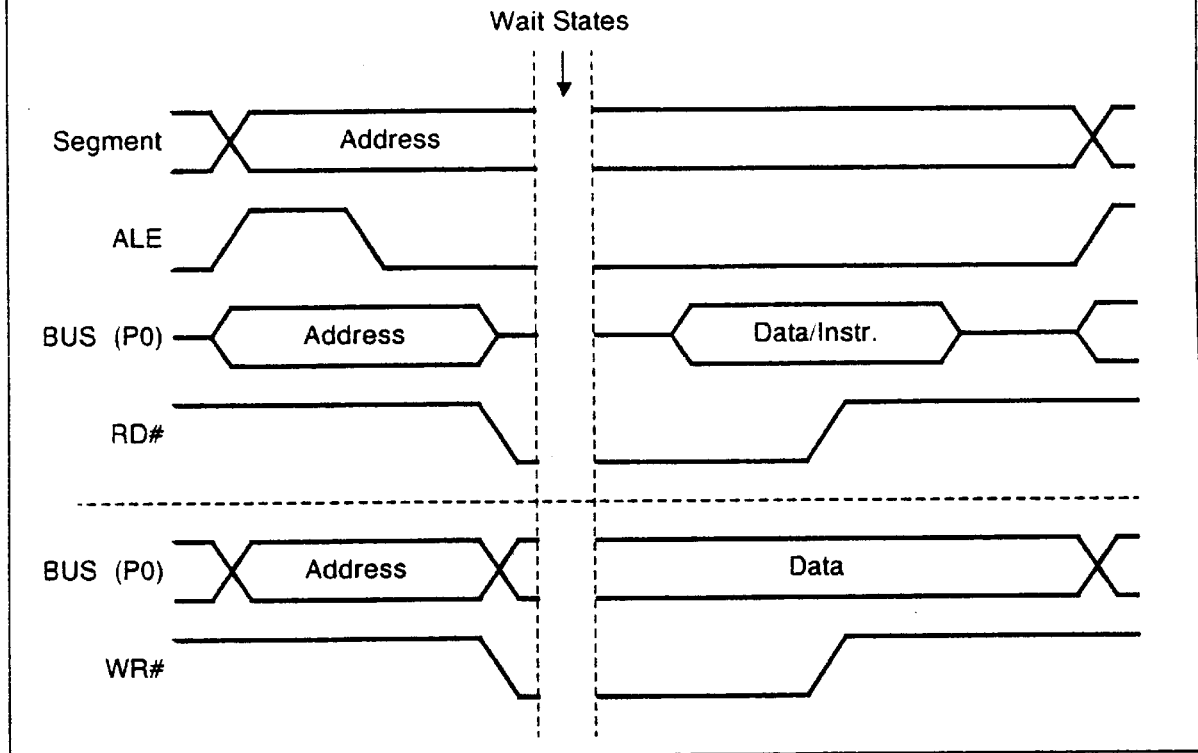 Wait States
Segment Address
ALE
BUS (P0) Address Data/Instr.
RD#
BUS (P0) Address Data
WR#